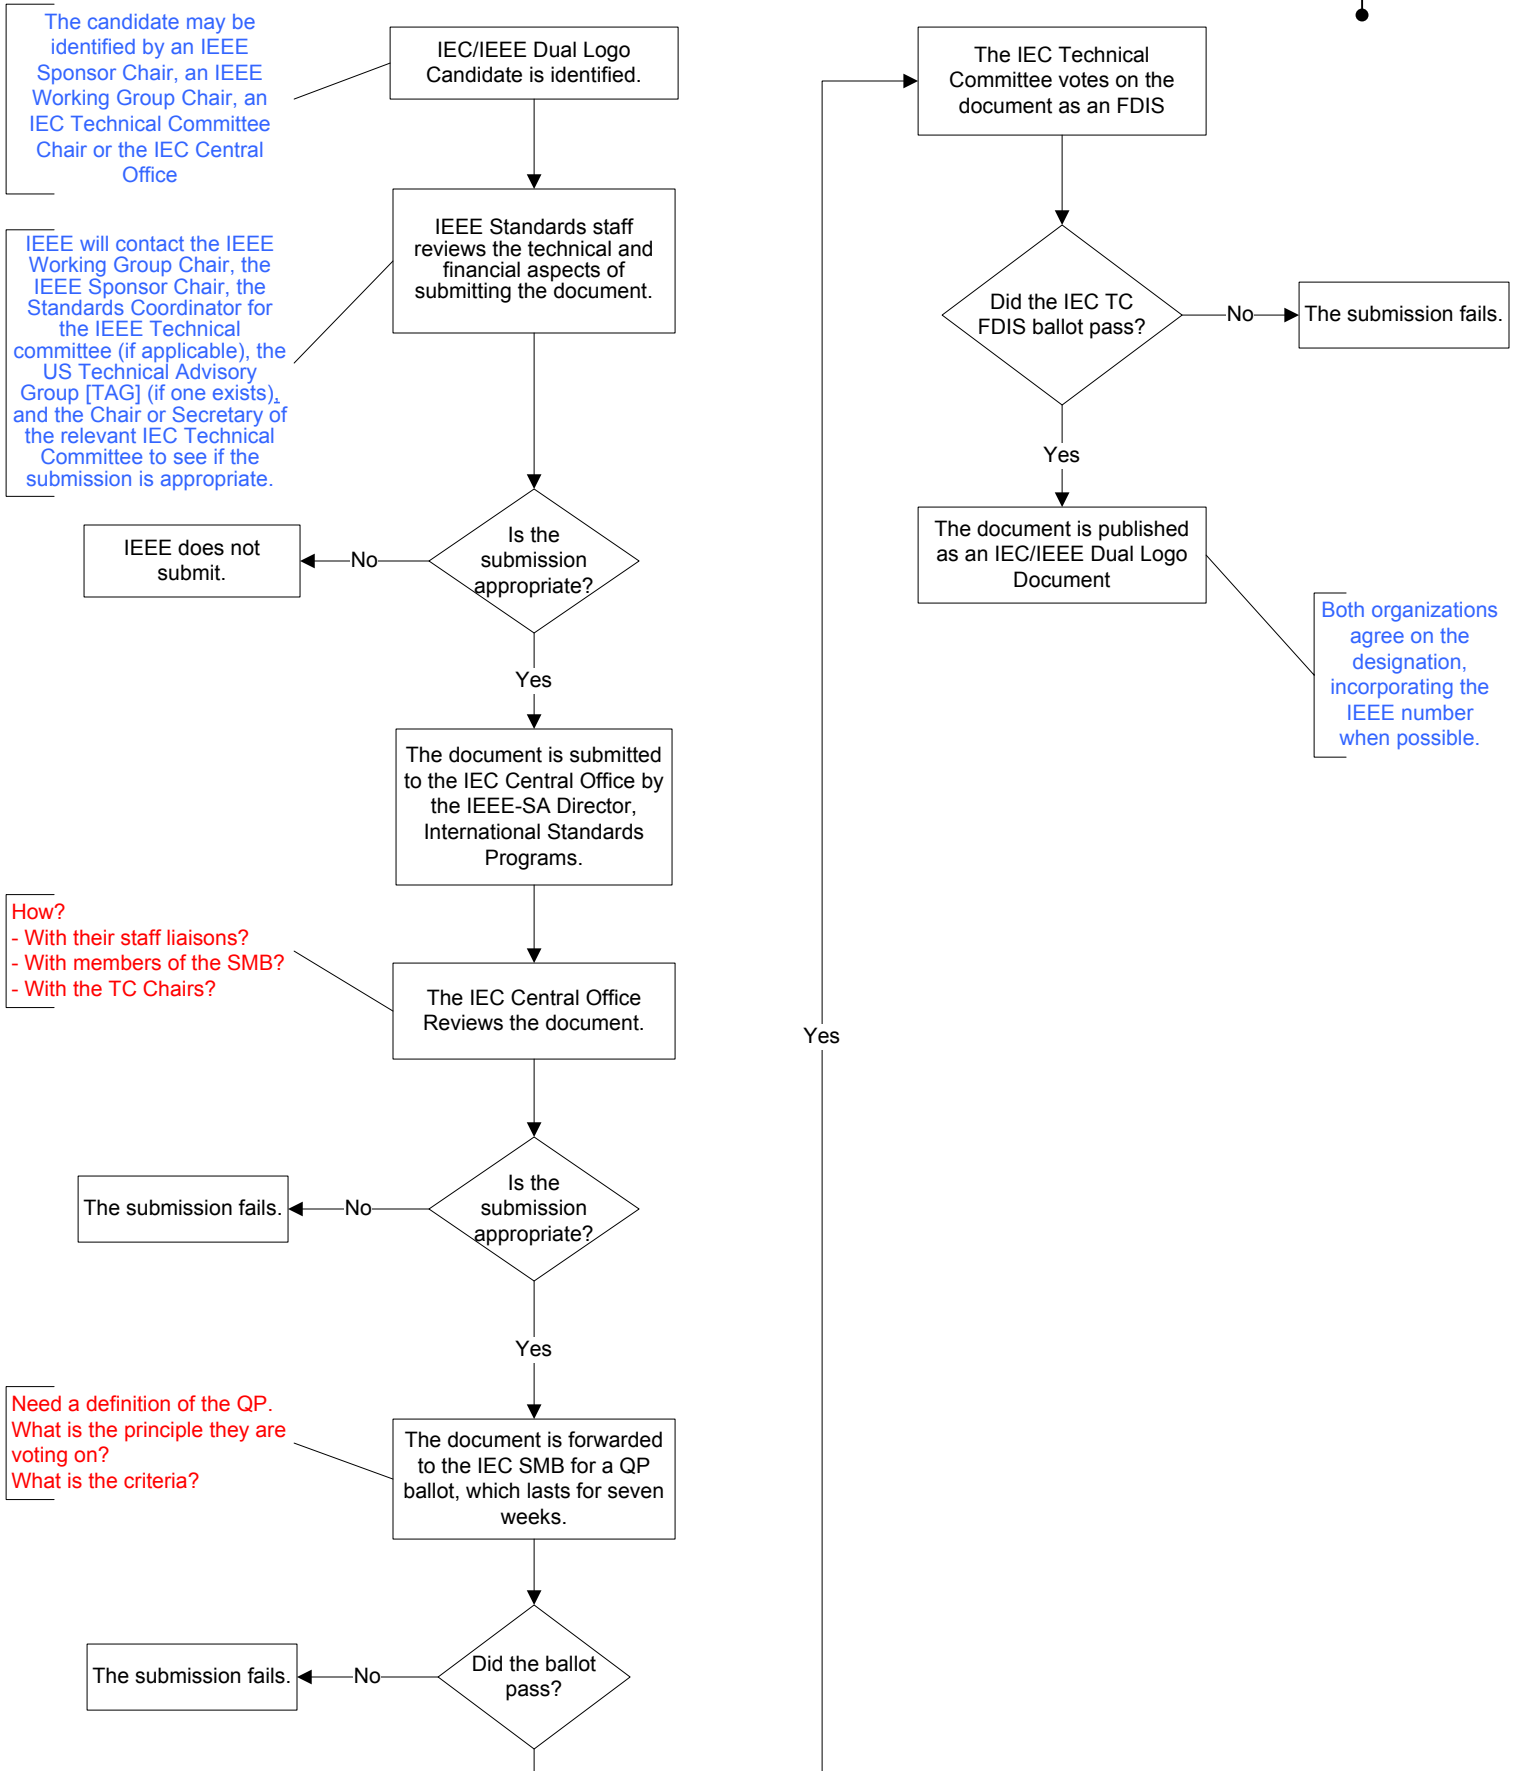 The candidate may be
identified by an IEEE
Sponsor Chair, an IEEE
Working Group Chair, an
IEC Technical Committee
Chair or the IEC Central
Office
IEC/IEEE Dual Logo
Candidate is identified.
IEEE will contact the IEEE
Working Group Chair, the
IEEE Sponsor Chair, the
Standards Coordinator for
the IEEE Technical
committee (if applicable), the
US Technical Advisory
Group [TAG] (if one exists),
and the Chair or Secretary of
the relevant IEC Technical
Committee to see if the
submission is appropriate.
IEEE Standards staff
reviews the technical and
financial aspects of
submitting the document.
Is the
submission
appropriate?
No
IEEE does not
submit.
Yes
The document is submitted
to the IEC Central Office by
the IEEE-SA Director,
International Standards
Programs.
How?
- With their staff liaisons?
- With members of the SMB?
- With the TC Chairs?
The IEC Central Office
Reviews the document.
Is the
submission
appropriate?
No
The submission fails.
Yes
Need a definition of the QP.
What is the principle they are
voting on?
What is the criteria?
The document is forwarded
to the IEC SMB for a QP
ballot, which lasts for seven
weeks.
Did the ballot
pass?
No
The submission fails.
Yes
The IEC Technical
Committee votes on the
document as an FDIS
Did the IEC TC
FDIS ballot pass?
No
The submission fails.
Yes
The document is published
as an IEC/IEEE Dual Logo
Document
Both organizations
agree on the
designation,
incorporating the
IEEE number
when possible.